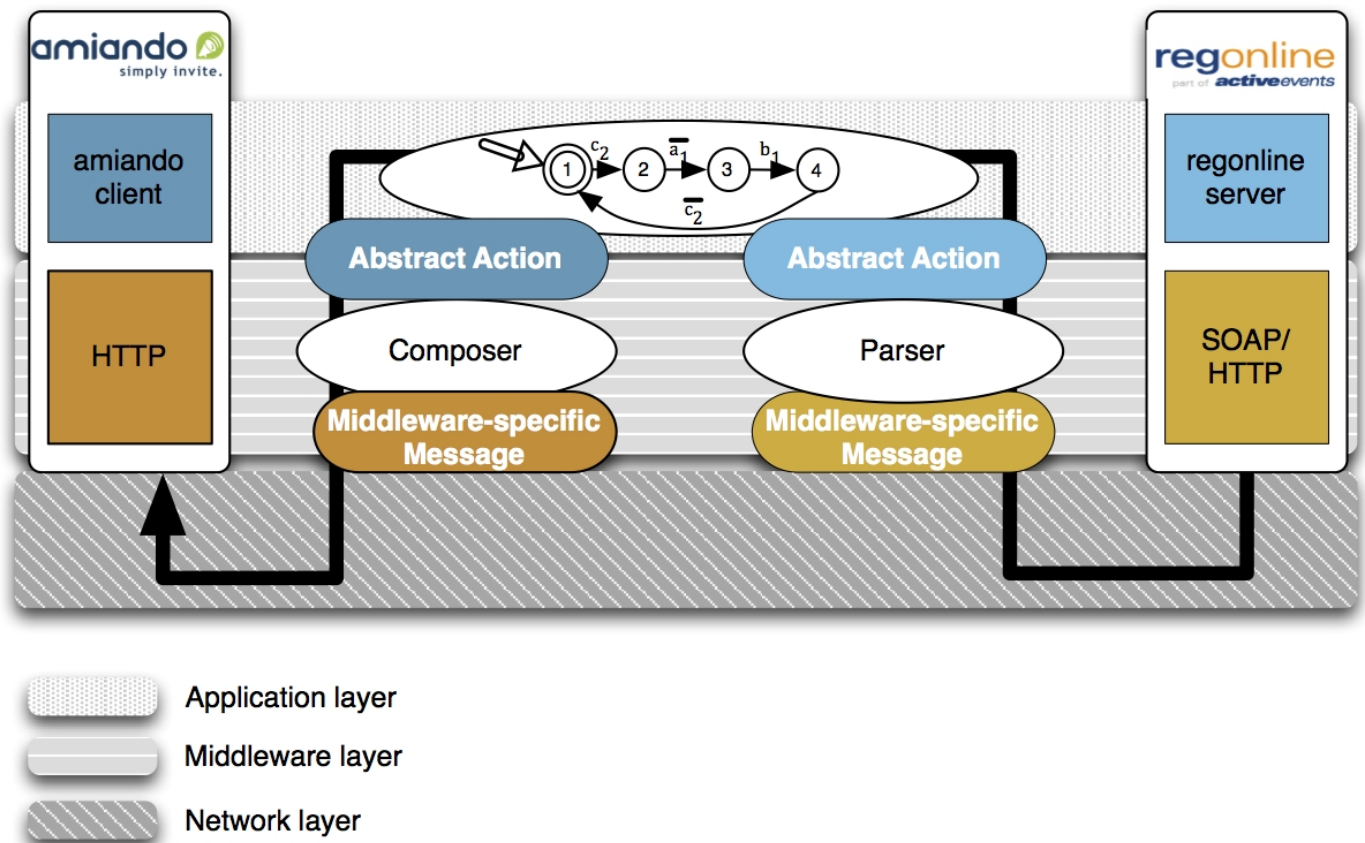 amiando
simply invite.
regonline
part of activeevents
amiando
client
HTTP
c₂
a̅₁
b₁
1
2
3
4
c̅₂
Abstract Action
Abstract Action
Composer
Parser
Middleware-specific
Message
Middleware-specific
Message
regonline
server
SOAP/
HTTP
Application layer
Middleware layer
Network layer